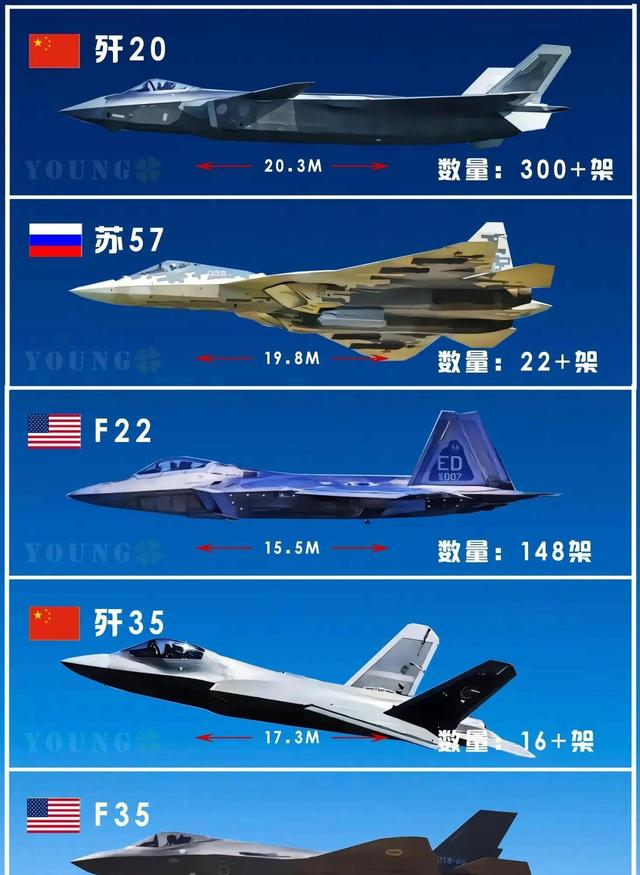 歼20
YOUNG
20.3M
数量：300+架
苏57
035
YOUNG
19.8M
数量：22+架
F22
ED
007
YOUNG
15.5M
数量：148架
歼35
YOUNG
17.3M
数量：16+架
F35